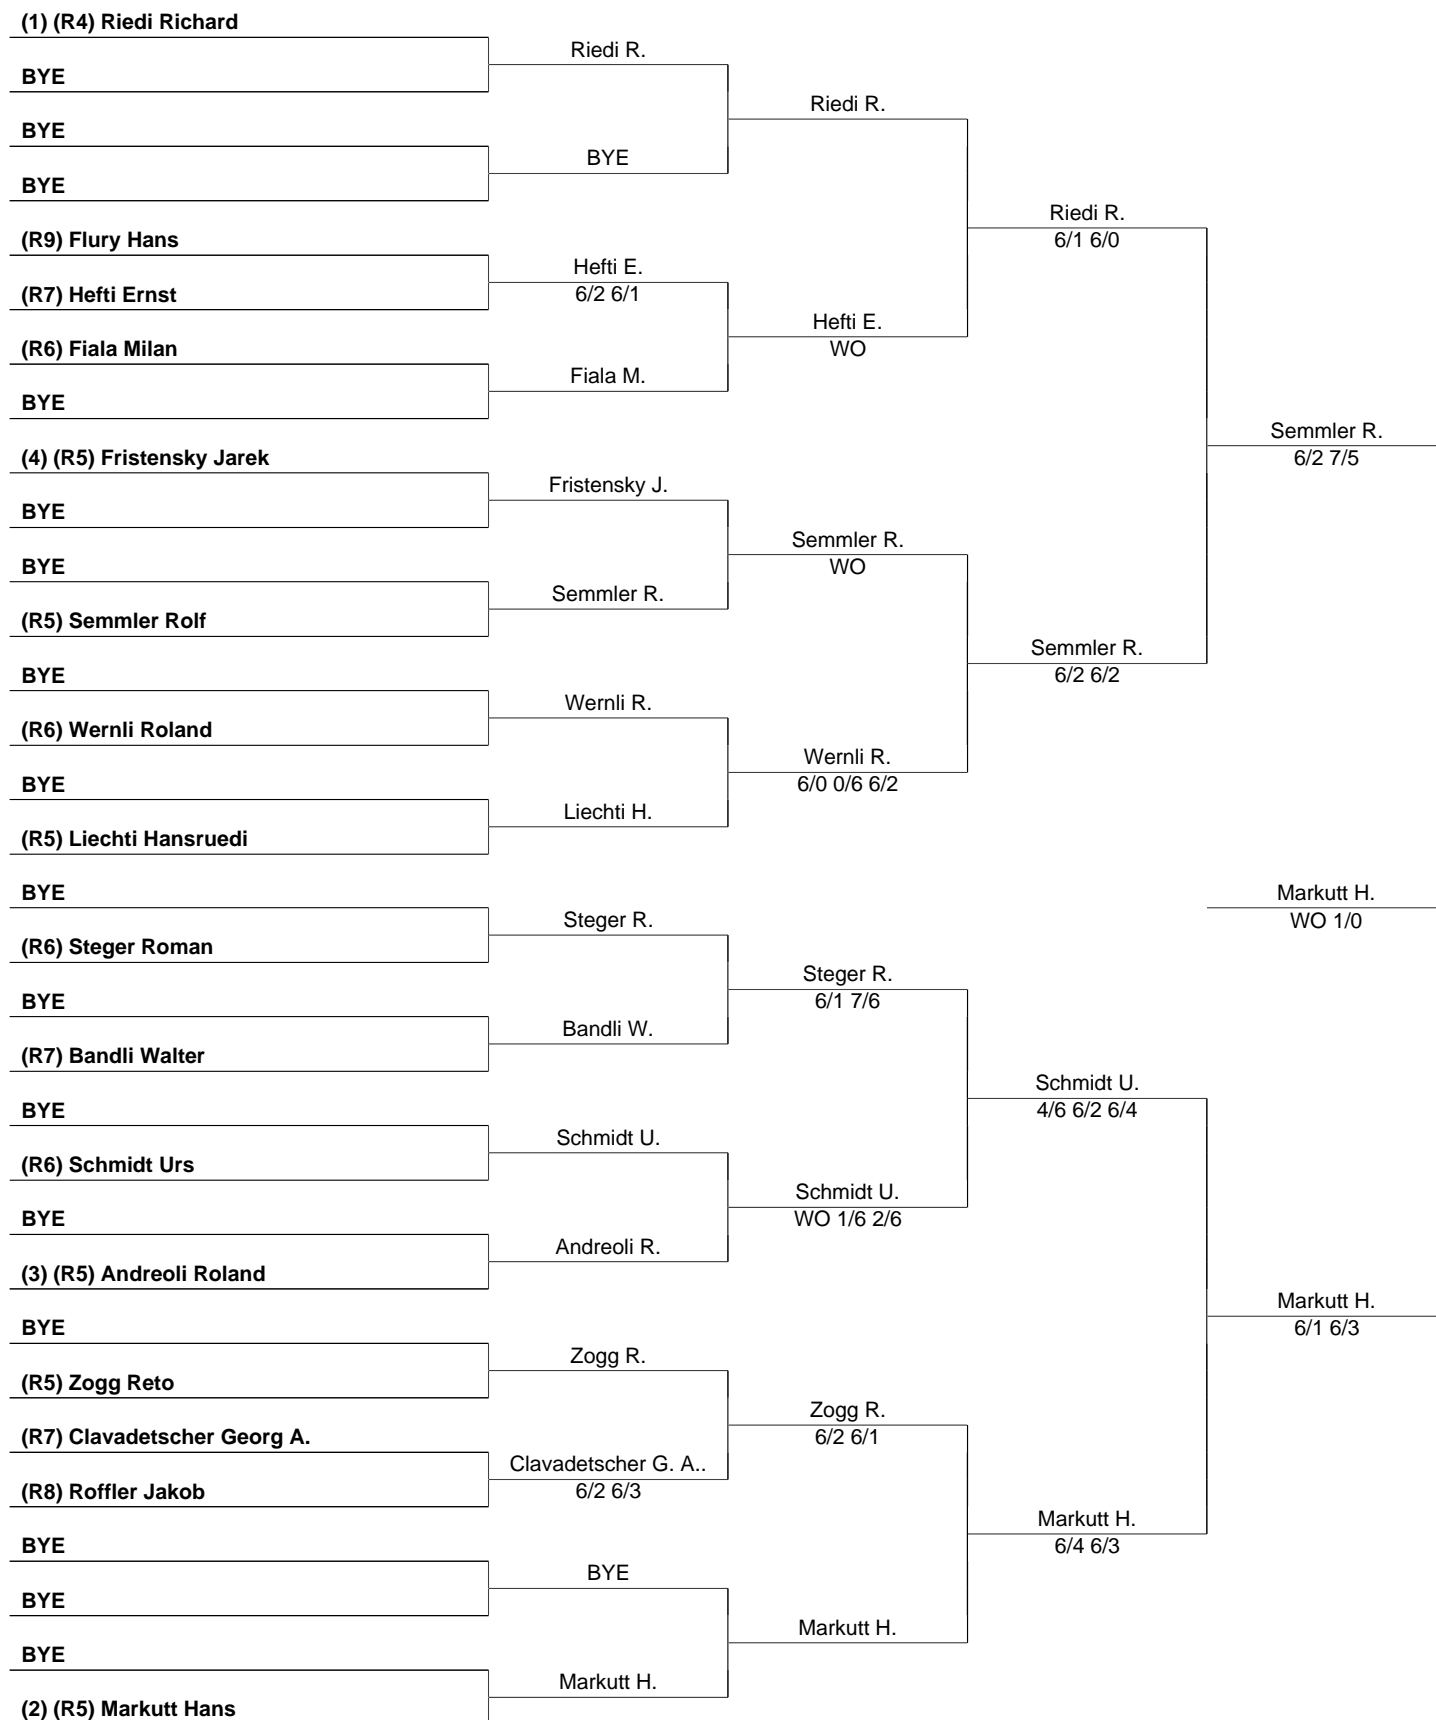 (1) (R4) Riedi Richard
BYE
BYE
BYE
(R9) Flury Hans
(R7) Hefti Ernst
(R6) Fiala Milan
BYE
(4) (R5) Fristensky Jarek
BYE
BYE
(R5) Semmler Rolf
BYE
(R6) Wernli Roland
BYE
(R5) Liechti Hansruedi
BYE
(R6) Steger Roman
BYE
(R7) Bandli Walter
BYE
(R6) Schmidt Urs
BYE
(3) (R5) Andreoli Roland
BYE
(R5) Zogg Reto
(R7) Clavadetscher Georg A.
(R8) Roffler Jakob
BYE
BYE
BYE
(2) (R5) Markutt Hans
Riedi R.
BYE
Hefti E.
6/2 6/1
Fiala M.
Fristensky J.
Semmler R.
Wernli R.
Liechti H.
Steger R.
Bandli W.
Schmidt U.
Andreoli R.
Zogg R.
Clavadetscher G. A..
6/2 6/3
BYE
Markutt H.
Riedi R.
Hefti E.
WO
Semmler R.
WO
Wernli R.
6/0 0/6 6/2
Steger R.
6/1 7/6
Schmidt U.
WO 1/6 2/6
Zogg R.
6/2 6/1
Markutt H.
Riedi R.
6/1 6/0
Semmler R.
6/2 6/2
Schmidt U.
4/6 6/2 6/4
Markutt H.
6/4 6/3
Semmler R.
6/2 7/5
Markutt H.
WO 1/0
Markutt H.
6/1 6/3